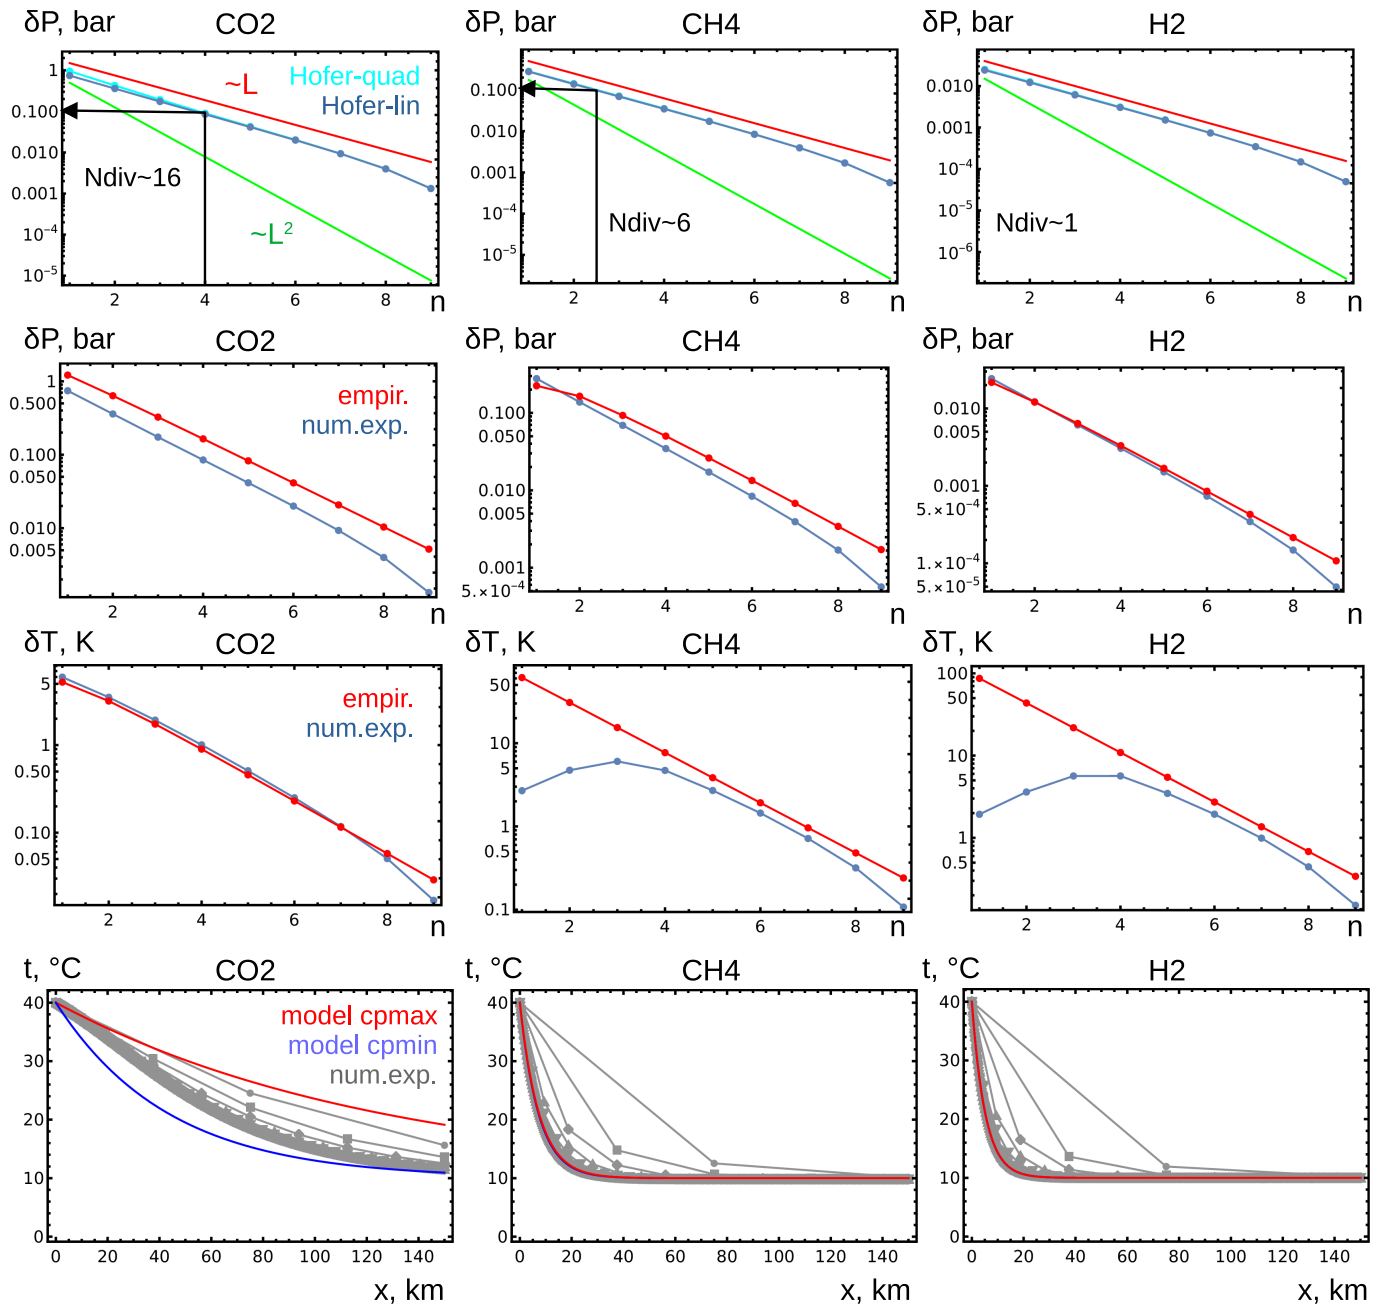 δP, bar CO2
1
0.100
0.010
0.001
10⁻⁴
10⁻⁵
~L
Hofer-quad
Hofer-lin
Ndiv~16
~L²
2 4 6 8 n
δP, bar CH4
0.100
0.010
0.001
10⁻⁴
10⁻⁵
Ndiv~6
2 4 6 8 n
δP, bar H2
0.010
0.001
10⁻⁴
10⁻⁵
10⁻⁶
Ndiv~1
2 4 6 8 n
δP, bar CO2
1
0.500
0.100
0.050
0.010
0.005
empir.
num.exp.
2 4 6 8 n
δP, bar CH4
0.100
0.050
0.010
0.005
0.001
5.×10⁻⁴
2 4 6 8 n
δP, bar H2
0.010
0.005
0.001
5.×10⁻⁴
1.×10⁻⁴
5.×10⁻⁵
2 4 6 8 n
δT, K CO2
5
1
0.50
0.10
0.05
empir.
num.exp.
2 4 6 8 n
δT, K CH4
50
10
5
1
0.5
0.1
2 4 6 8 n
δT, K H2
100
50
10
5
1
0.5
2 4 6 8 n
t, °C CO2
40
30
20
10
0
model cpmax
model cpmin
num.exp.
0 20 40 60 80 100 120 140
x, km
t, °C CH4
40
30
20
10
0
0 20 40 60 80 100 120 140
x, km
t, °C H2
40
30
20
10
0
0 20 40 60 80 100 120 140
x, km